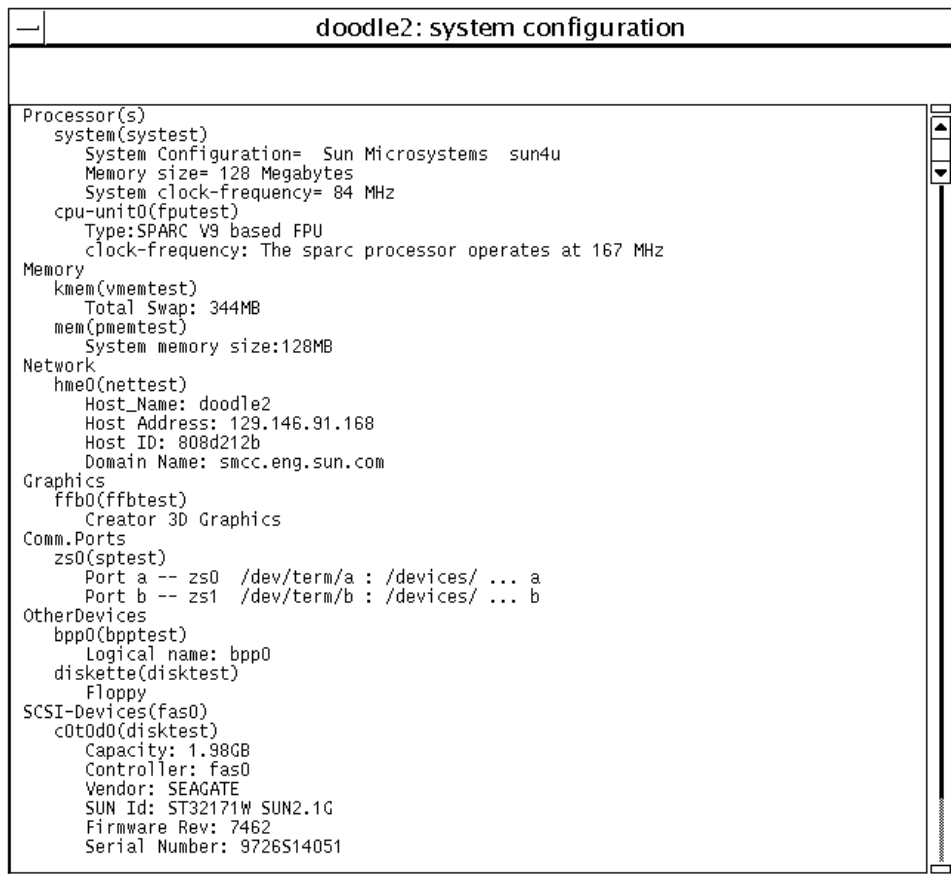 doodle2: system configuration
Processor(s)
system(systest)
System Configuration=  Sun Microsystems  sun4u
Memory size= 128 Megabytes
System clock-frequency= 84 MHz
cpu-unit0(fputest)
Type:SPARC V9 based FPU
clock-frequency: The sparc processor operates at 167 MHz
Memory
kmem(vmemtest)
Total Swap: 344MB
mem(pmemtest)
System memory size:128MB
Network
hme0(nettest)
Host_Name: doodle2
Host Address: 129.146.91.168
Host ID: 808d212b
Domain Name: smcc.eng.sun.com
Graphics
ffb0(ffbtest)
Creator 3D Graphics
Comm.Ports
zs0(sptest)
Port a -- zs0  /dev/term/a : /devices/ ... a
Port b -- zs1  /dev/term/b : /devices/ ... b
OtherDevices
bpp0(bpptest)
Logical name: bpp0
diskette(disktest)
Floppy
SCSI-Devices(fas0)
c0t0d0(disktest)
Capacity: 1.98GB
Controller: fas0
Vendor: SEAGATE
SUN Id: ST32171W SUN2.1G
Firmware Rev: 7462
Serial Number: 9726S14051